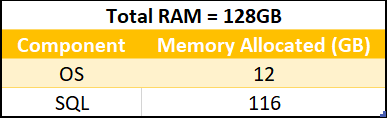 Total RAM = 128GB
Component Memory Allocated (GB)
OS 12
SQL 116